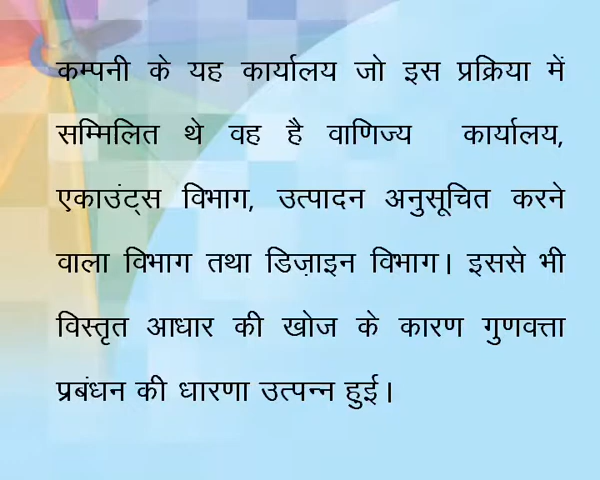 कम्पनी के यह कार्यालय जो इस प्रक्रिया में
सम्मिलित थे वह है वाणिज्य कार्यालय,
एकाउंट्स विभाग, उत्पादन अनुसूचित करने
वाला विभाग तथा डिज़ाइन विभाग। इससे भी
विस्तृत आधार की खोज के कारण गुणवत्ता
प्रबंधन की धारणा उत्पन्न हुई।